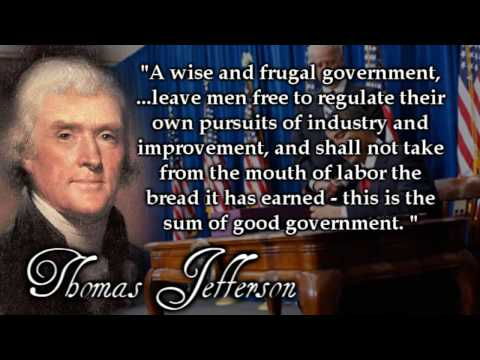 "A wise and frugal government,
...leave men free to regulate their
own pursuits of industry and
improvement, and shall not take
from the mouth of labor the
bread it has earned - this is the
sum of good government. "
Thomas Jefferson